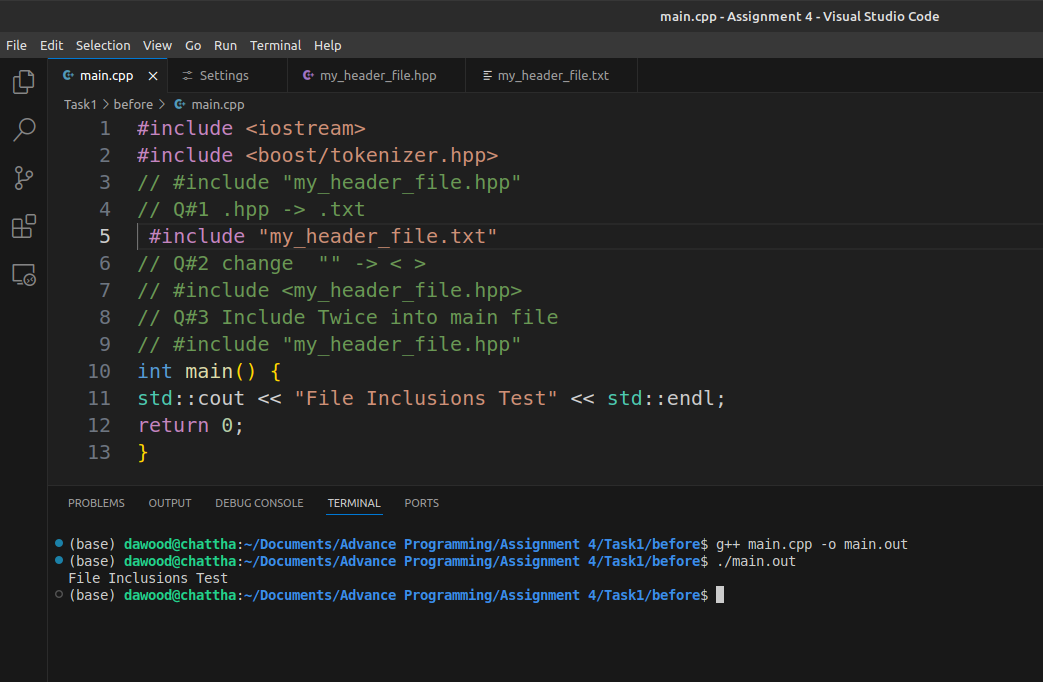 main.cpp - Assignment 4 - Visual Studio Code
File Edit Selection View Go Run Terminal Help
main.cpp Settings my_header_file.hpp my_header_file.txt
Task1 > before > main.cpp
1 #include <iostream>
2 #include <boost/tokenizer.hpp>
3 // #include "my_header_file.hpp"
4 // Q#1 .hpp -> .txt
5  #include "my_header_file.txt"
6 // Q#2 change  "" -> < >
7 // #include <my_header_file.hpp>
8 // Q#3 Include Twice into main file
9 // #include "my_header_file.hpp"
10 int main() {
11 std::cout << "File Inclusions Test" << std::endl;
12 return 0;
13 }
PROBLEMS OUTPUT DEBUG CONSOLE TERMINAL PORTS
(base) dawood@chattha:~/Documents/Advance Programming/Assignment 4/Task1/before$ g++ main.cpp -o main.out
(base) dawood@chattha:~/Documents/Advance Programming/Assignment 4/Task1/before$ ./main.out
File Inclusions Test
(base) dawood@chattha:~/Documents/Advance Programming/Assignment 4/Task1/before$